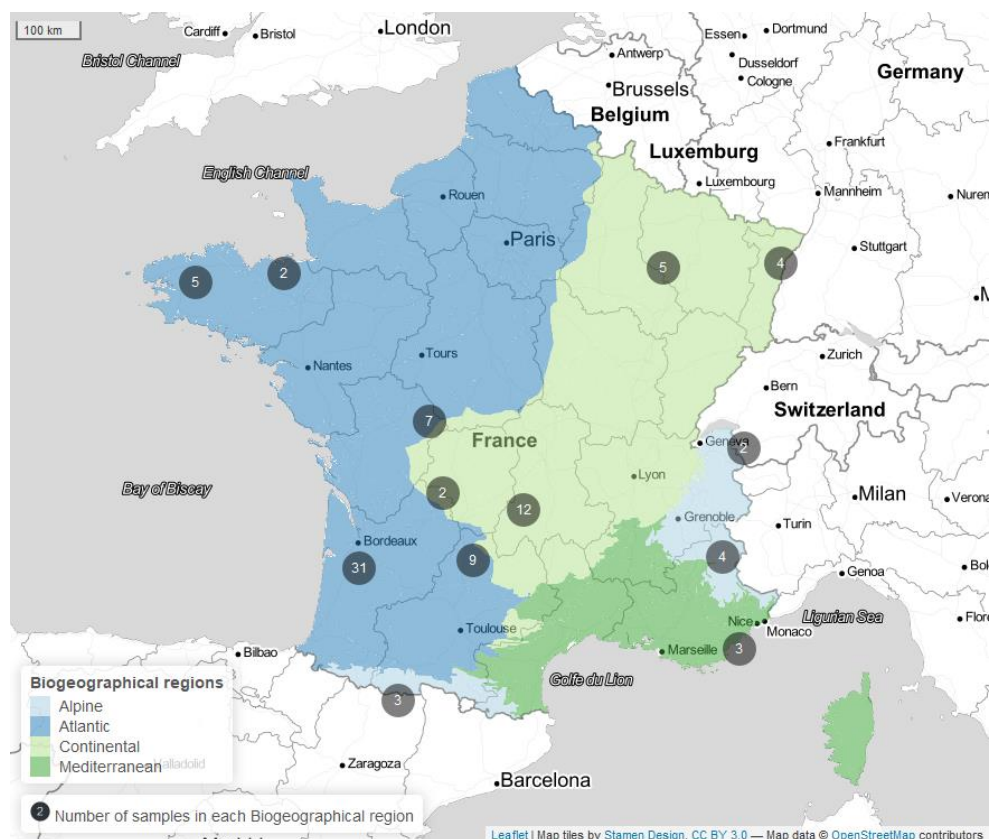 100 km
Cardiff
Bristol
London
Bristol Channel
Essen
Dortmund
Antwerp
Dusseldorf
Cologne
Germany
Brussels
Belgium
Frankfurt
Luxemburg
English Channel
Luxembourg
Mannheim
Rouen
Paris
Stuttgart
5
2
5
4
Nantes
Tours
Zurich
Bern
Switzerland
7
France
Geneva
2
Bay of Biscay
Lyon
2
12
Milan
Verona
Grenoble
Turin
Bordeaux
31
9
4
Genoa
Ligurian Sea
Toulouse
Nice
Monaco
Bilbao
Marseille
3
Golfe du Lion
3
Biogeographical regions
Alpine
Atlantic
Continental
Mediterranean
Zaragoza
Barcelona
2 Number of samples in each Biogeographical region
Leaflet | Map tiles by Stamen Design, CC BY 3.0 — Map data © OpenStreetMap contributors